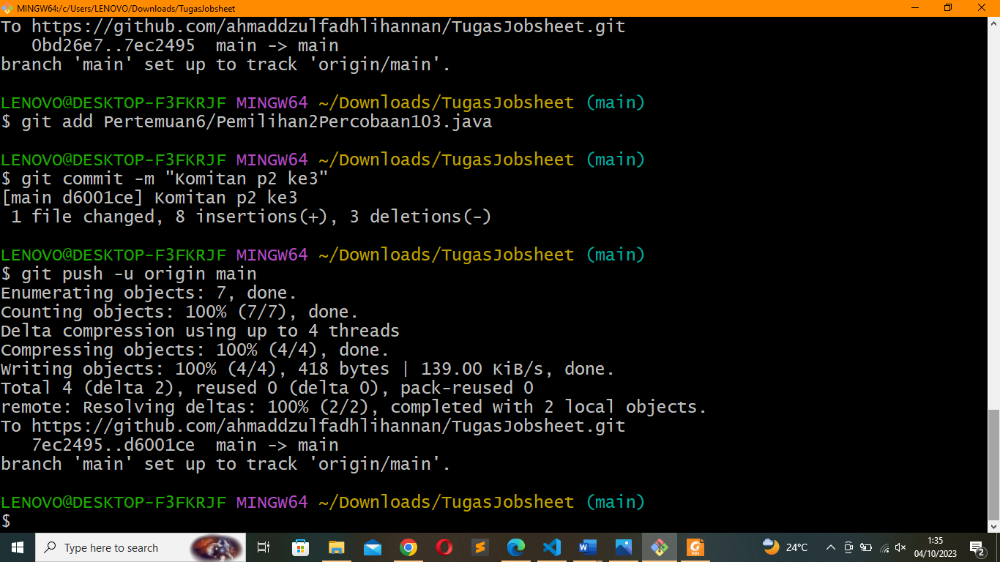 MINGW64:/c/Users/LENOVO/Downloads/TugasJobsheet
To https://github.com/ahmaddzulfadhlihannan/TugasJobsheet.git
   0bd26e7..7ec2495  main -> main
branch 'main' set up to track 'origin/main'.
LENOVO@DESKTOP-F3FKRJF MINGW64 ~/Downloads/TugasJobsheet (main)
$ git add Pertemuan6/Pemilihan2Percobaan103.java
LENOVO@DESKTOP-F3FKRJF MINGW64 ~/Downloads/TugasJobsheet (main)
$ git commit -m "Komitan p2 ke3"
[main d6001ce] Komitan p2 ke3
 1 file changed, 8 insertions(+), 3 deletions(-)
LENOVO@DESKTOP-F3FKRJF MINGW64 ~/Downloads/TugasJobsheet (main)
$ git push -u origin main
Enumerating objects: 7, done.
Counting objects: 100% (7/7), done.
Delta compression using up to 4 threads
Compressing objects: 100% (4/4), done.
Writing objects: 100% (4/4), 418 bytes | 139.00 KiB/s, done.
Total 4 (delta 2), reused 0 (delta 0), pack-reused 0
remote: Resolving deltas: 100% (2/2), completed with 2 local objects.
To https://github.com/ahmaddzulfadhlihannan/TugasJobsheet.git
   7ec2495..d6001ce  main -> main
branch 'main' set up to track 'origin/main'.
LENOVO@DESKTOP-F3FKRJF MINGW64 ~/Downloads/TugasJobsheet (main)
$
Type here to search
24°C
1:35
04/10/2023
2